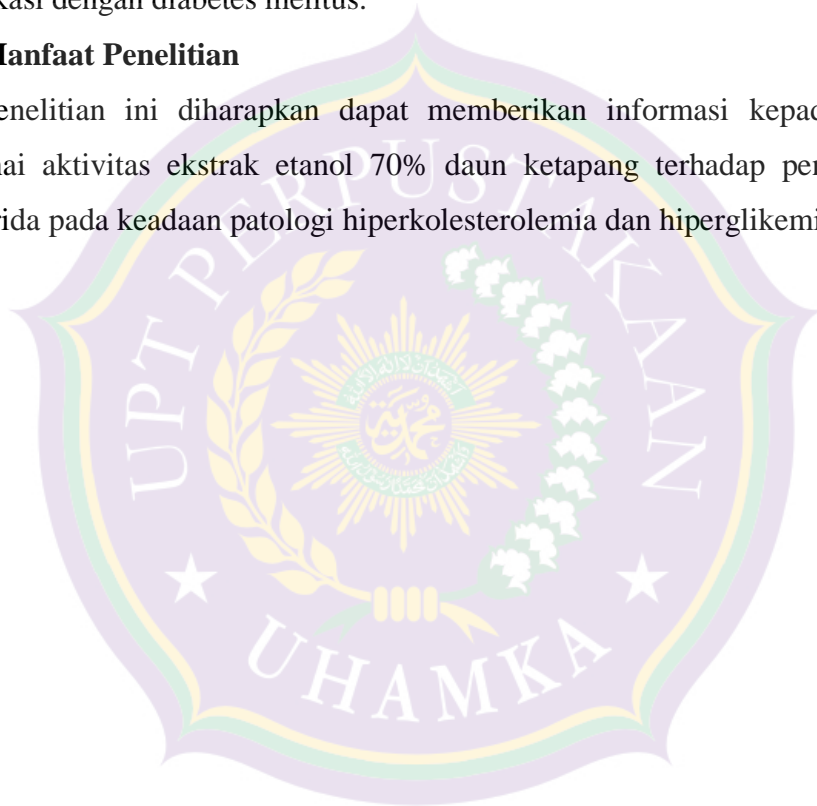 kasi dengan diabetes melitus.
Manfaat Penelitian
enelitian ini diharapkan dapat memberikan informasi kepad
nai aktivitas ekstrak etanol 70% daun ketapang terhadap per
rida pada keadaan patologi hiperkolesterolemia dan hiperglikemi
UPT PERPUSTAKAAN
UHAMKA